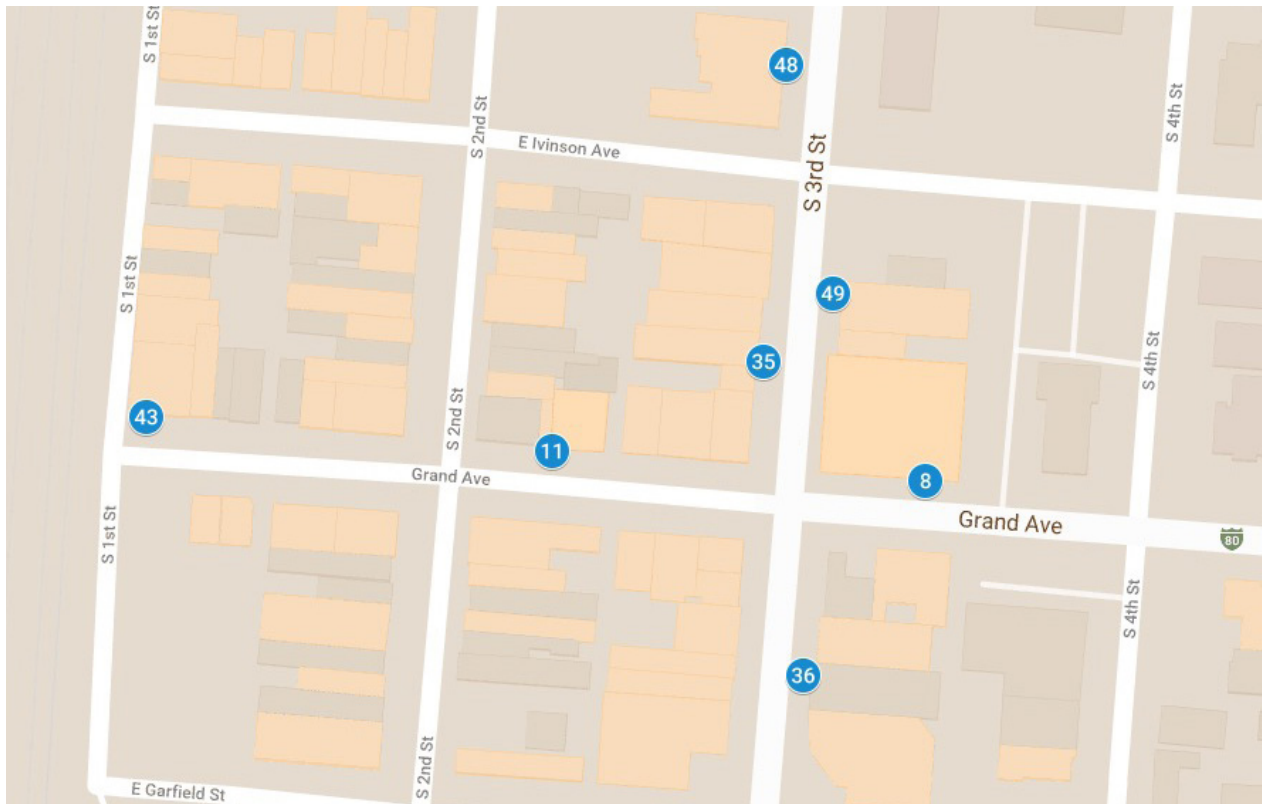 S 1st St
S 2nd St
48
S 3rd St
S 4th St
E Ivinson Ave
S 1st St
49
S 4th St
35
43
S 2nd St
11
Grand Ave
8
Grand Ave
80
S 1st St
S 4th St
36
S 2nd St
E Garfield St